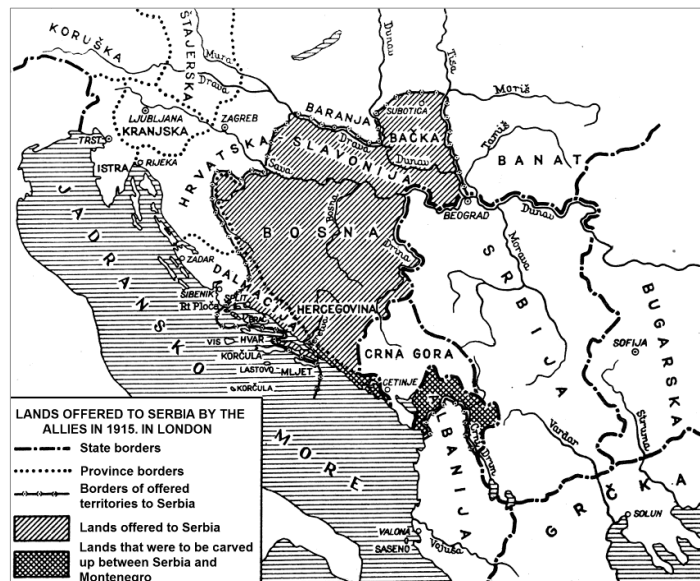 KORUŠKA
ŠTAJERSKA
Mura
Drava
Dunav
Tisa
Moriš
LJUBLJANA
KRANJSKA
ZAGREB
BARANJA
SUBOTICA
BAČKA
Tamiš
BANAT
TRST
ISTRA
RIJEKA
HRVATSKA
Drava
SLAVONIJA
Dunav
Sava
BEOGRAD
Dunav
JADRANSKO
MORE
BOSNA
Bosna
Drina
SRBIJA
Morava
BUGARSKA
ZADAR
DALMACIJA
ŠIBENIK
Rt Ploča
SPLIT
BRAČ
HERCEGOVINA
VIS
HVAR
KORČULA
LASTOVO
MLJET
KORČULA
CRNA GORA
CETINJE
SOFIJA
Struma
ALBANIJA
Crni Drim
Vardar
GRČKA
SOLUN
VALONA
SASENO
Vojuša
LANDS OFFERED TO SERBIA BY THE
ALLIES IN 1915. IN LONDON
State borders
Province borders
Borders of offered
territories to Serbia
Lands offered to Serbia
Lands that were to be carved
up between Serbia and
Montenegro